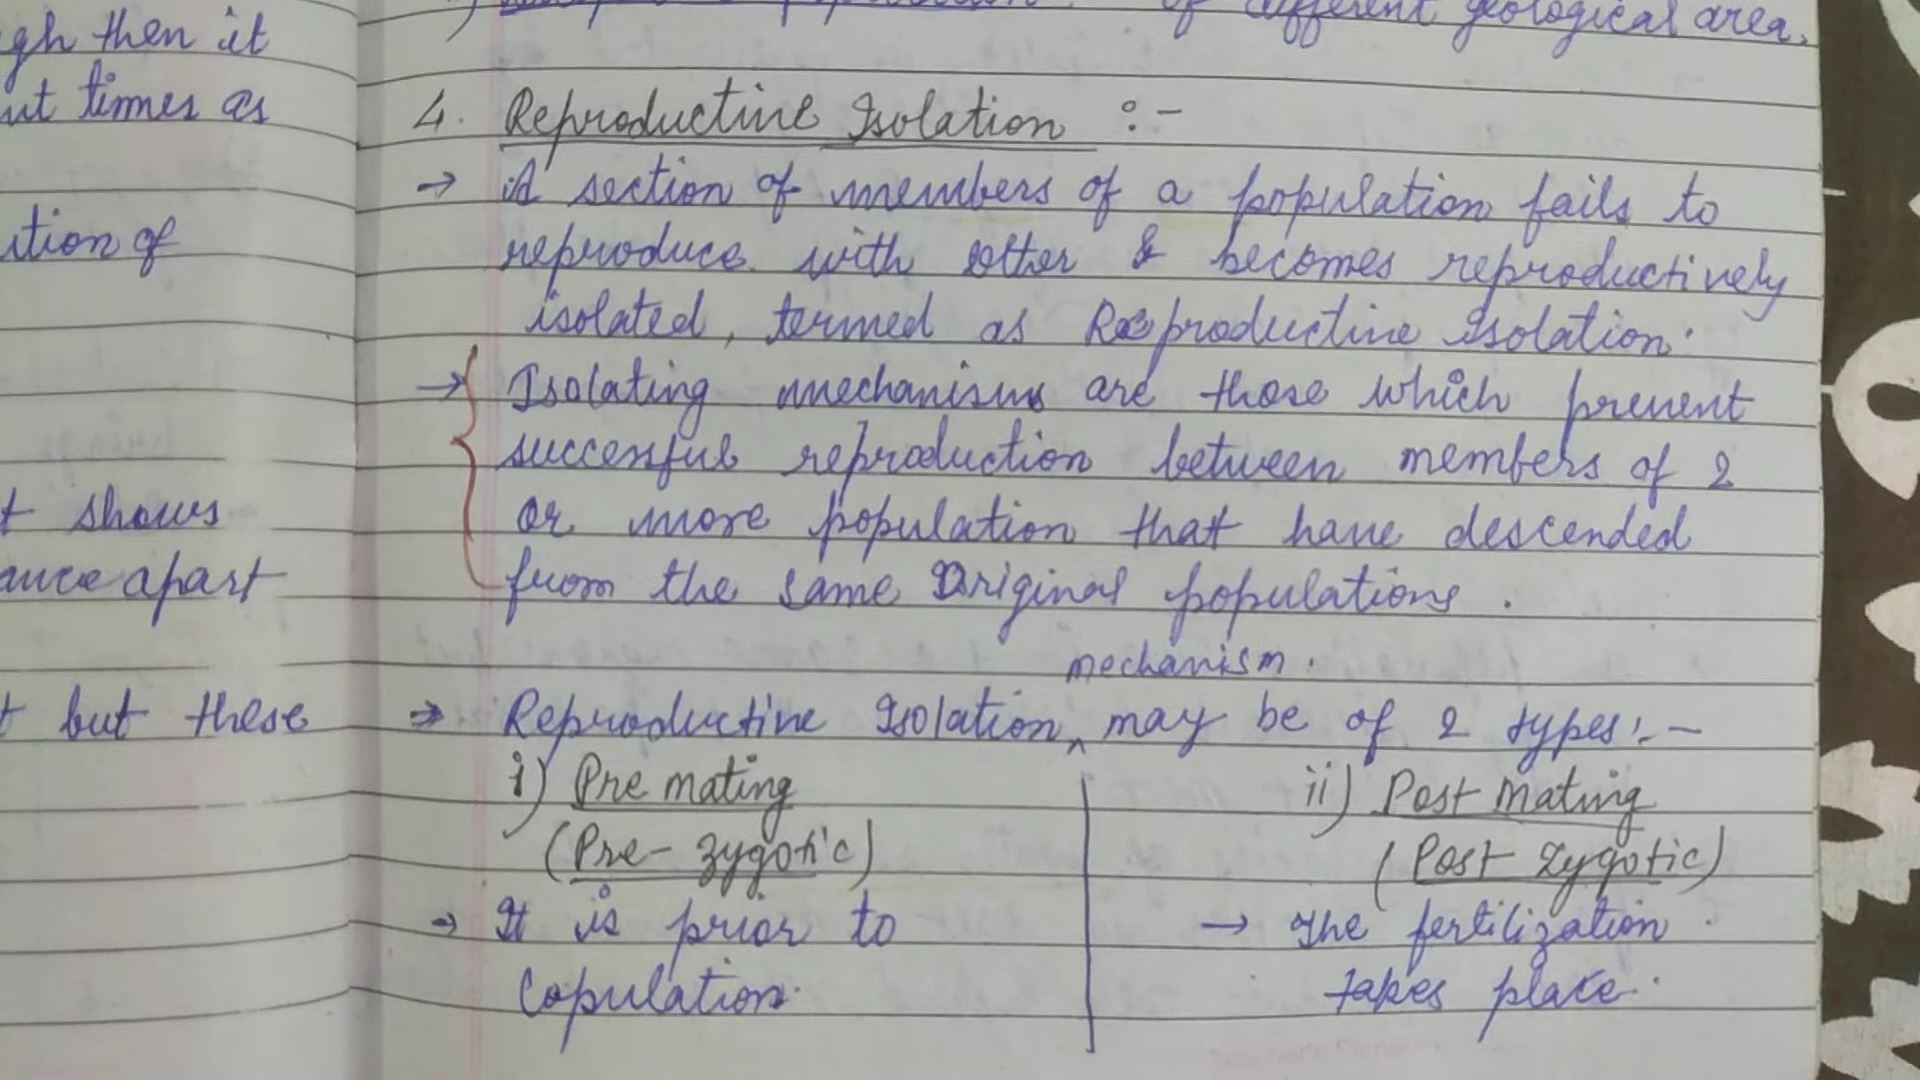 gh then it
ut times as
ition of
t shows
ance apart
t but these
of different geological area.
4. Reproductive Isolation :-
→ A section of members of a population fails to
reproduce with other & becomes reproductively
isolated, termed as Reproductive Isolation.
→ Isolating mechanisms are those which prevent
successful reproduction between members of 2
or more population that have descended
from the same Original populations.
mechanism.
→ Reproductive Isolation ^ may be of 2 types:-
i) Pre mating
(Pre-zygotic)
→ It is prior to
Copulation.
ii) Post Mating
(Post Zygotic)
→ The fertilization
takes place.